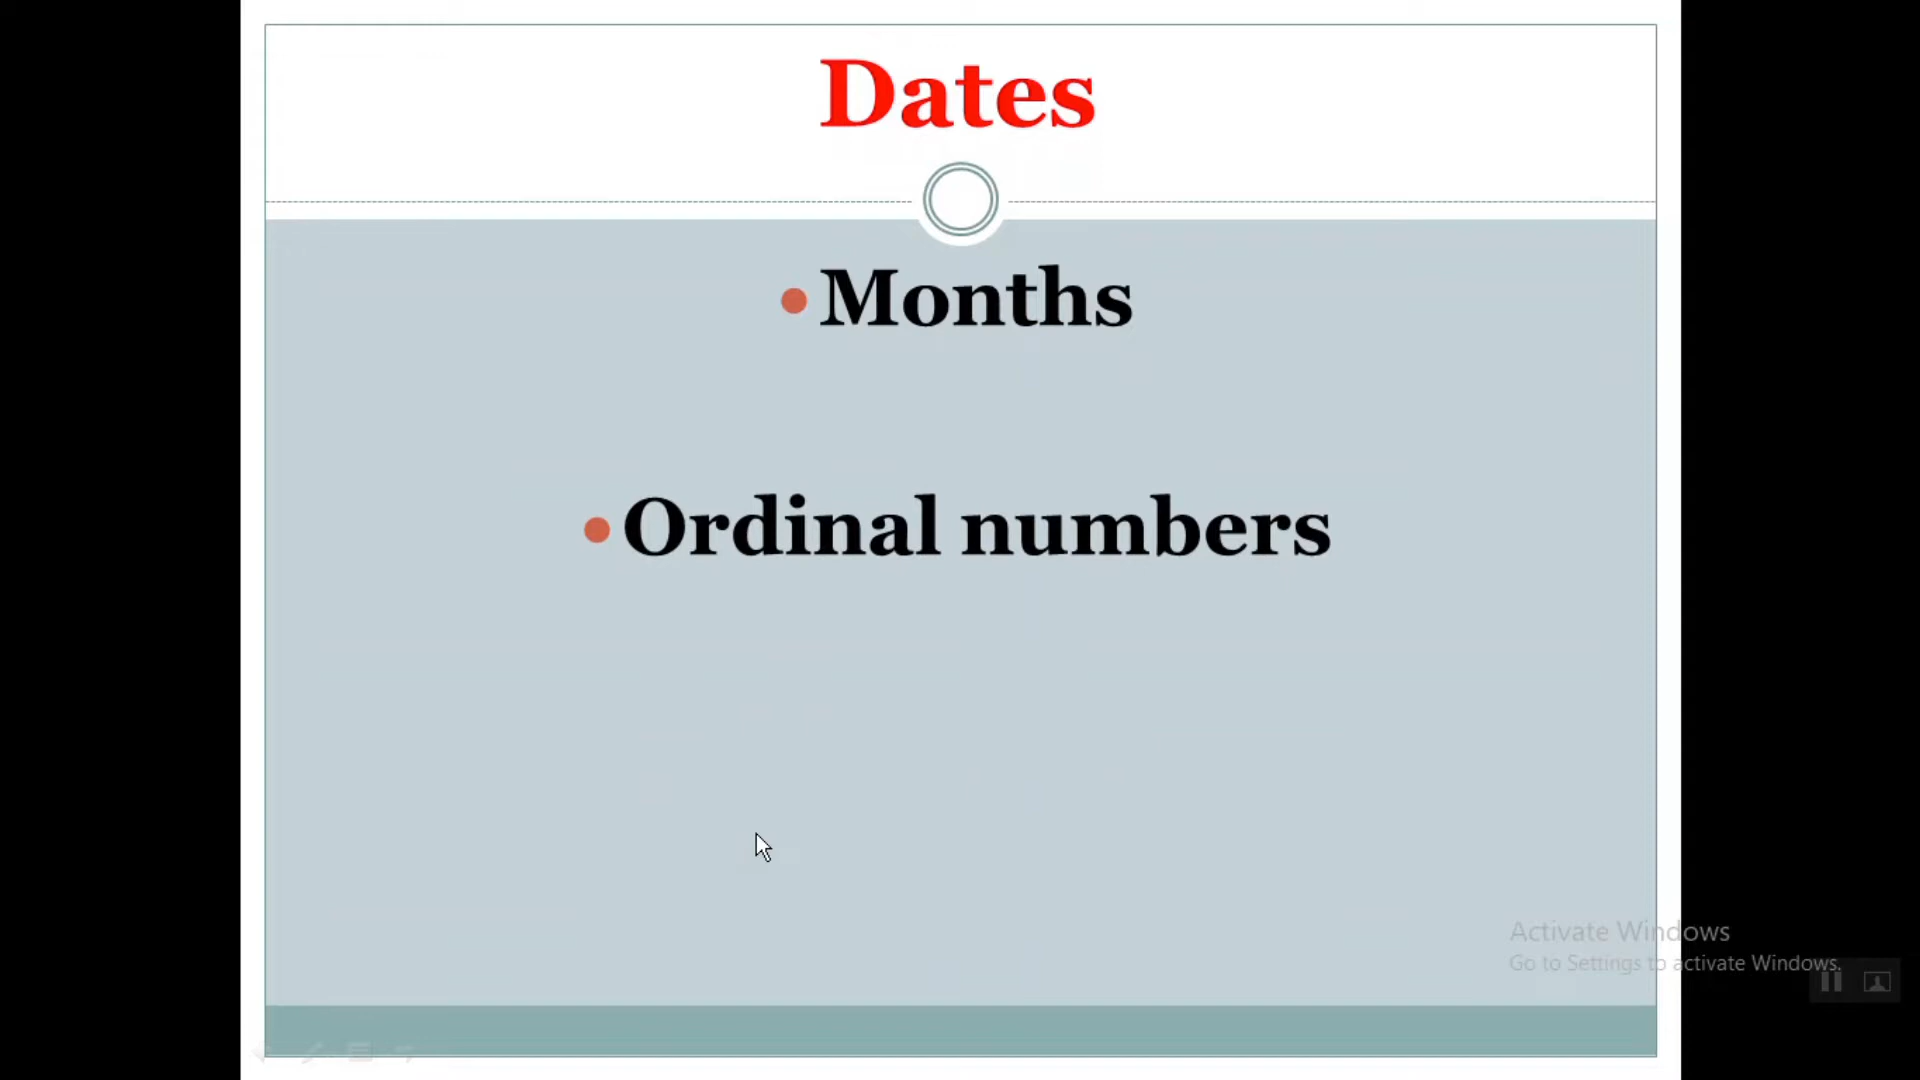 Dates
Months
Ordinal numbers
Activate Windows
Go to Settings to activate Windows.